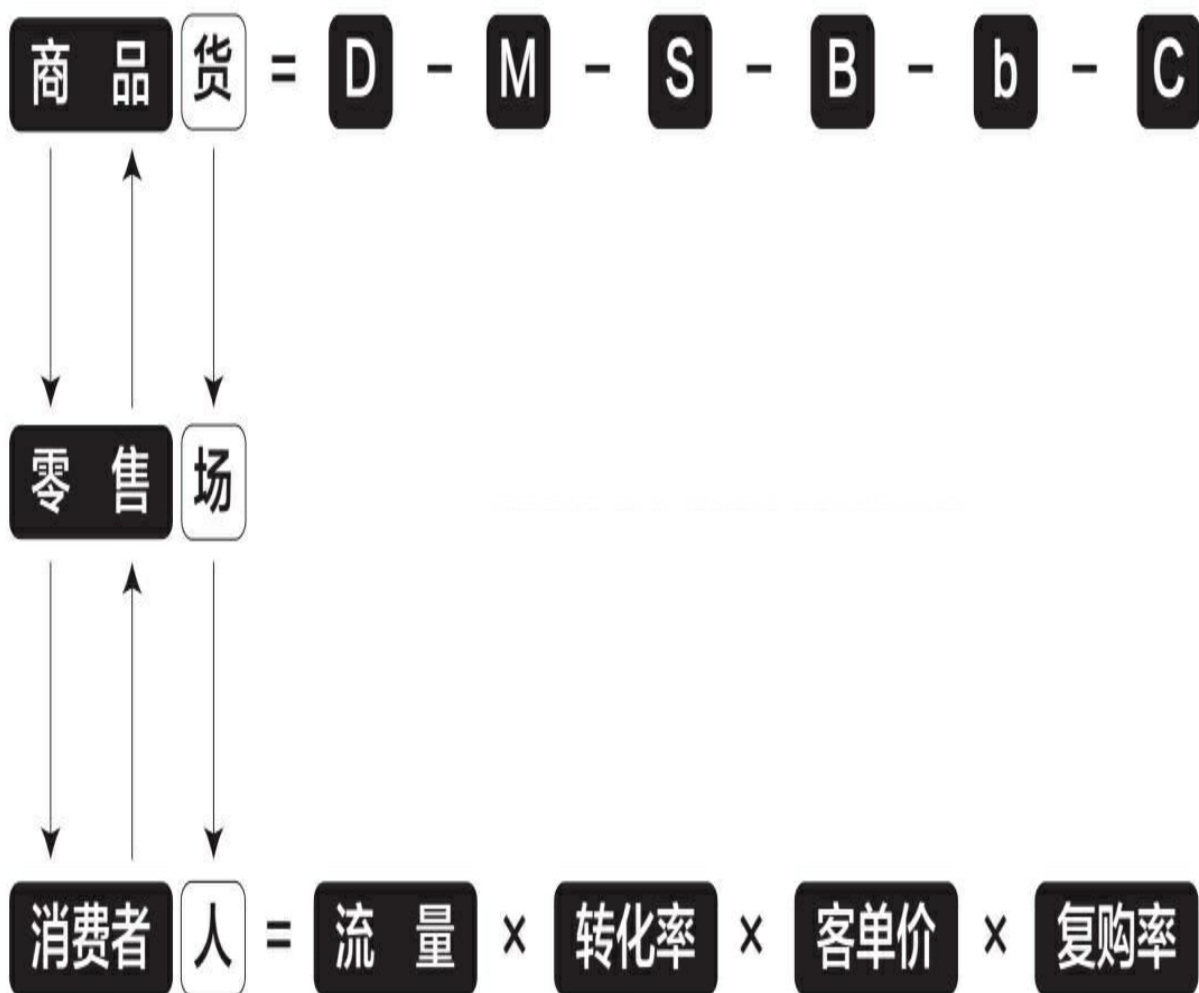 商品 货 = D - M - S - B - b - C
零售 场
消费者 人 = 流量 × 转化率 × 客单价 × 复购率